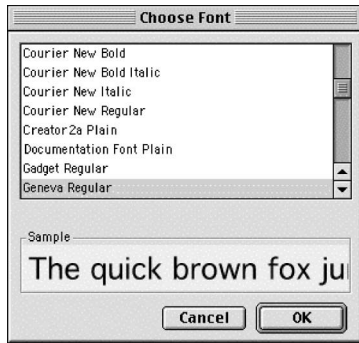 Choose Font
Courier New Bold
Courier New Bold Italic
Courier New Italic
Courier New Regular
Creator2a Plain
Documentation Font Plain
Gadget Regular
Geneva Regular
Sample
The quick brown fox ju
Cancel
OK